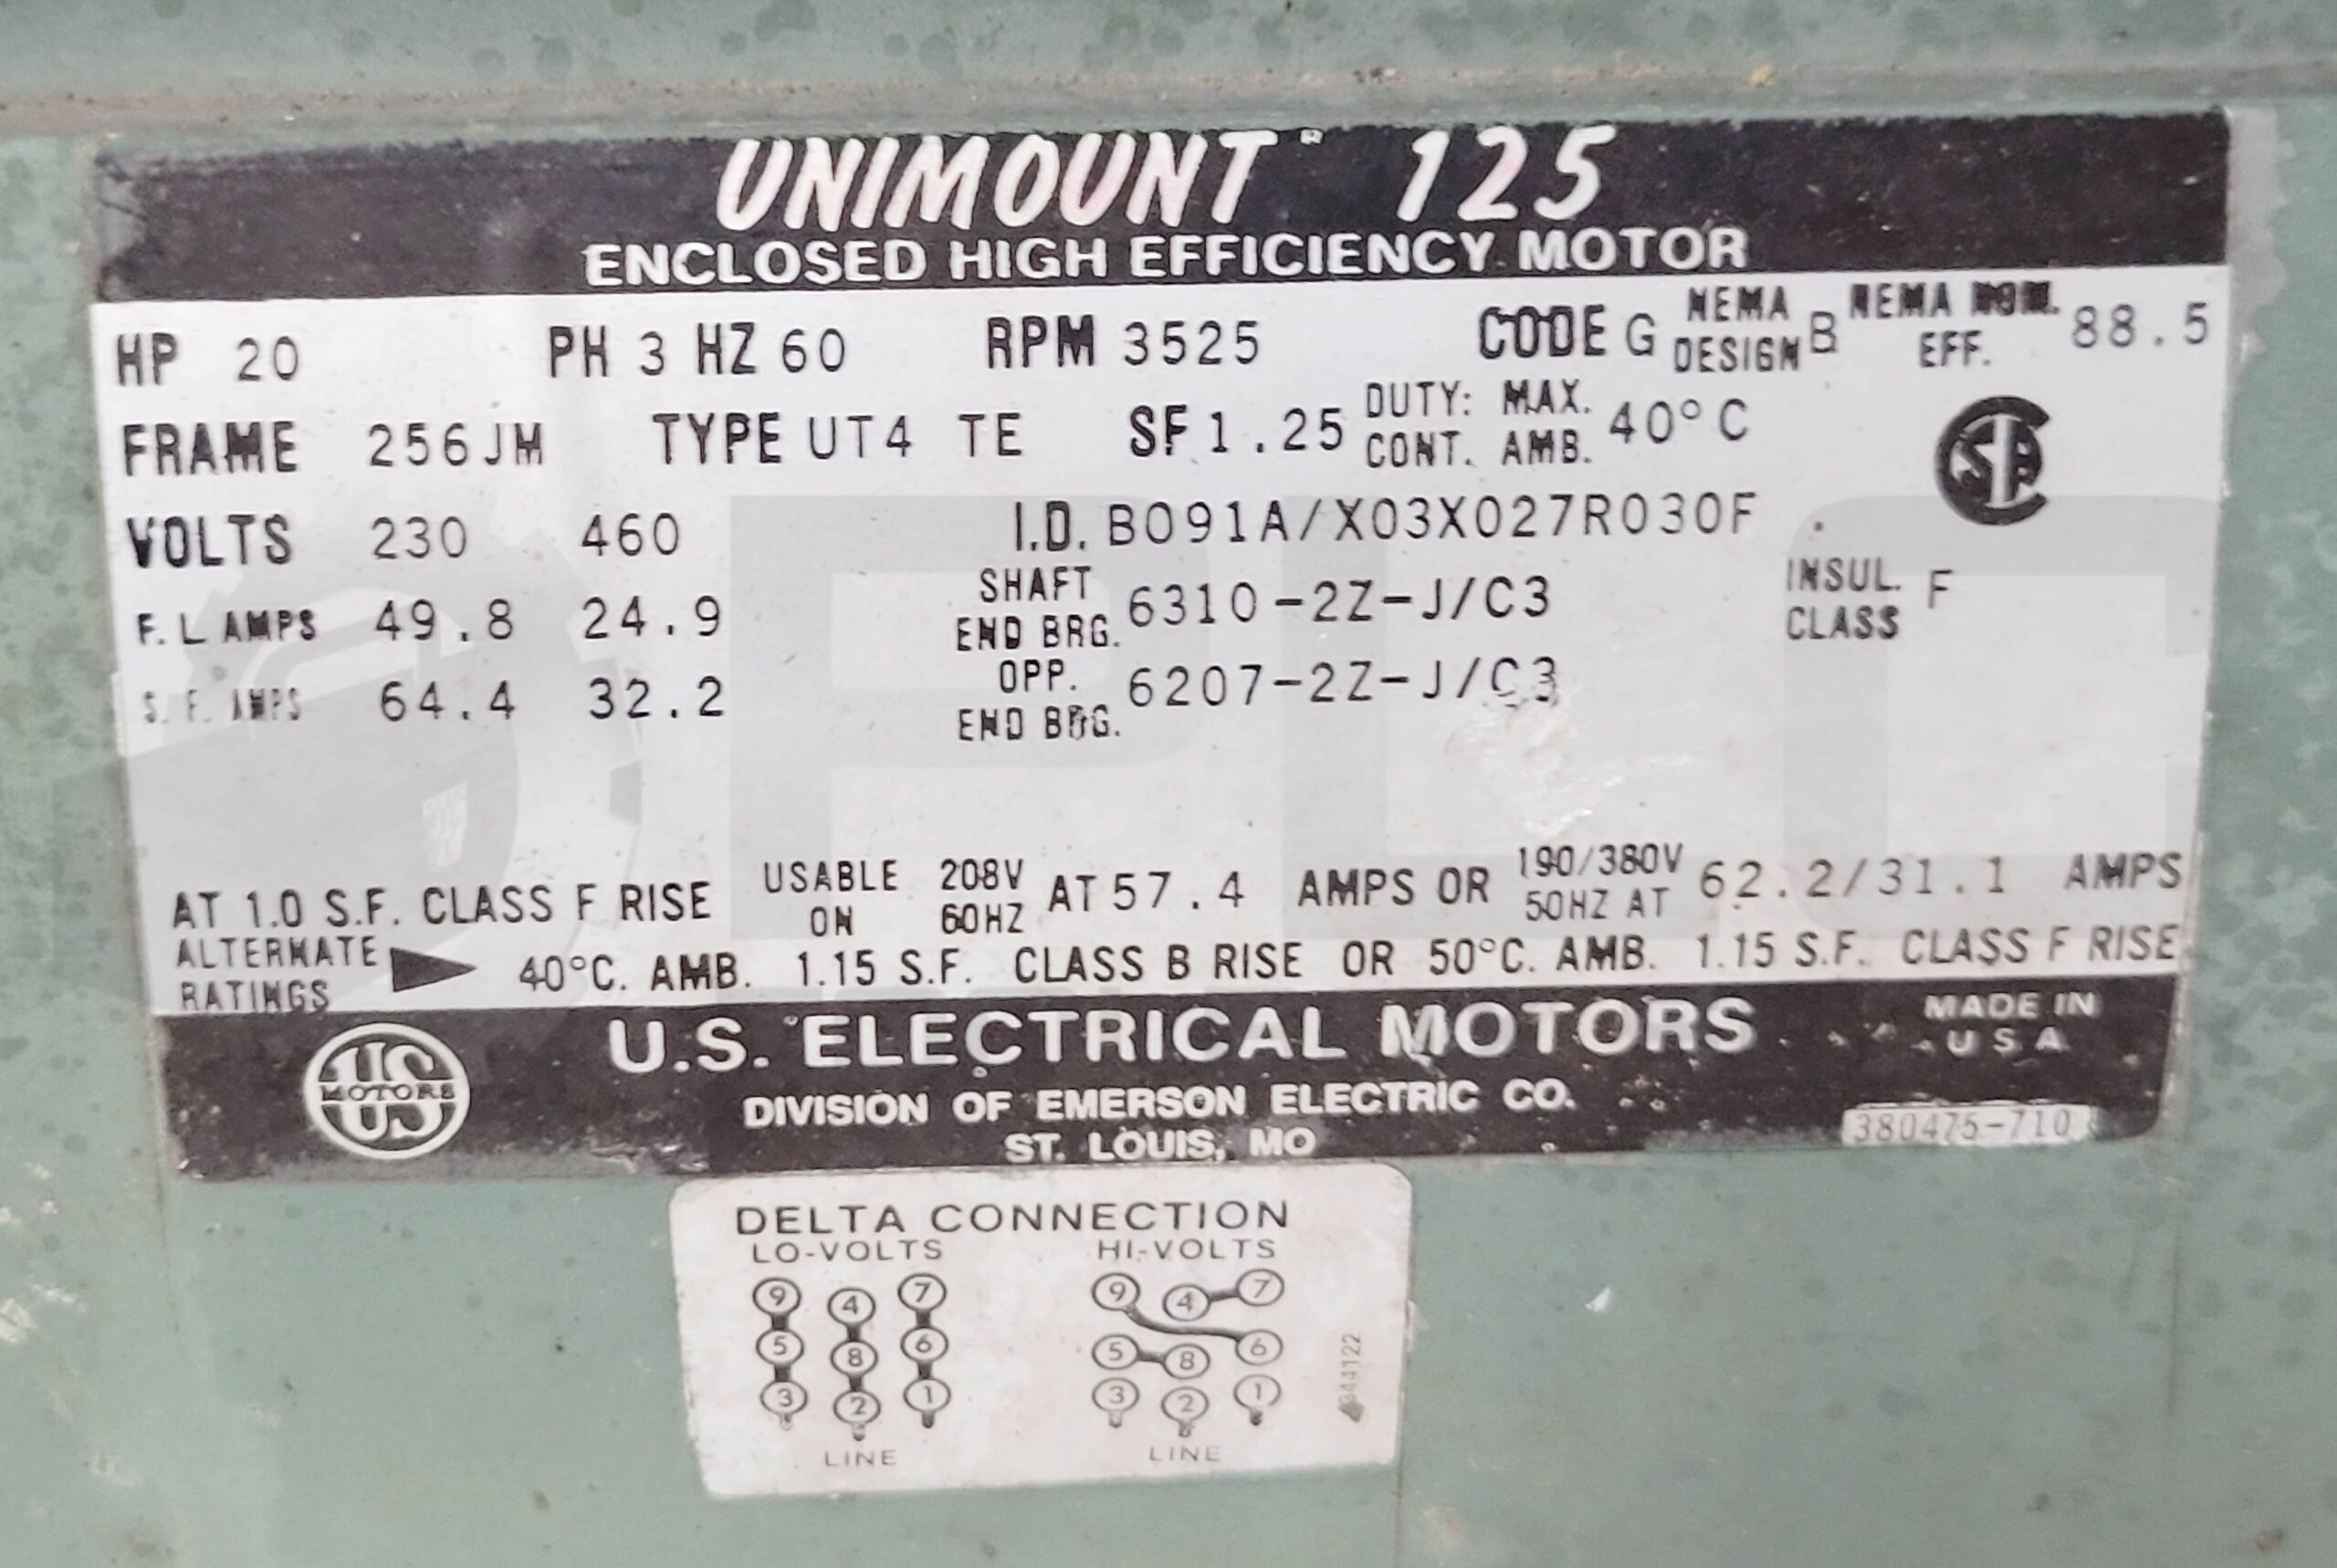 UNIMOUNT™ 125
ENCLOSED HIGH EFFICIENCY MOTOR
HP 20 PH 3 HZ 60 RPM 3525 CODE G NEMA DESIGN B NEMA NOM. EFF. 88.5
FRAME 256JM TYPE UT4 TE SF 1.25 DUTY: CONT. MAX. AMB. 40°C
VOLTS 230 460 I.D. B091A/X03X027R030F
F.L AMPS 49.8 24.9 SHAFT END BRG. 6310-2Z-J/C3 INSUL. CLASS F
S.F. AMPS 64.4 32.2 OPP. END BRG. 6207-2Z-J/C3
AT 1.0 S.F. CLASS F RISE USABLE ON 208V 60HZ AT 57.4 AMPS OR 190/380V 50HZ AT 62.2/31.1 AMPS
ALTERNATE RATINGS 40°C. AMB. 1.15 S.F. CLASS B RISE OR 50°C. AMB. 1.15 S.F. CLASS F RISE
US MOTORS
U.S. ELECTRICAL MOTORS
DIVISION OF EMERSON ELECTRIC CO.
ST. LOUIS, MO
MADE IN
U S A
380475-710
DELTA CONNECTION
LO-VOLTS HI-VOLTS
9 4 7 9 4 7
5 8 6 5 8 6
3 2 1 3 2 1
LINE LINE
PLC